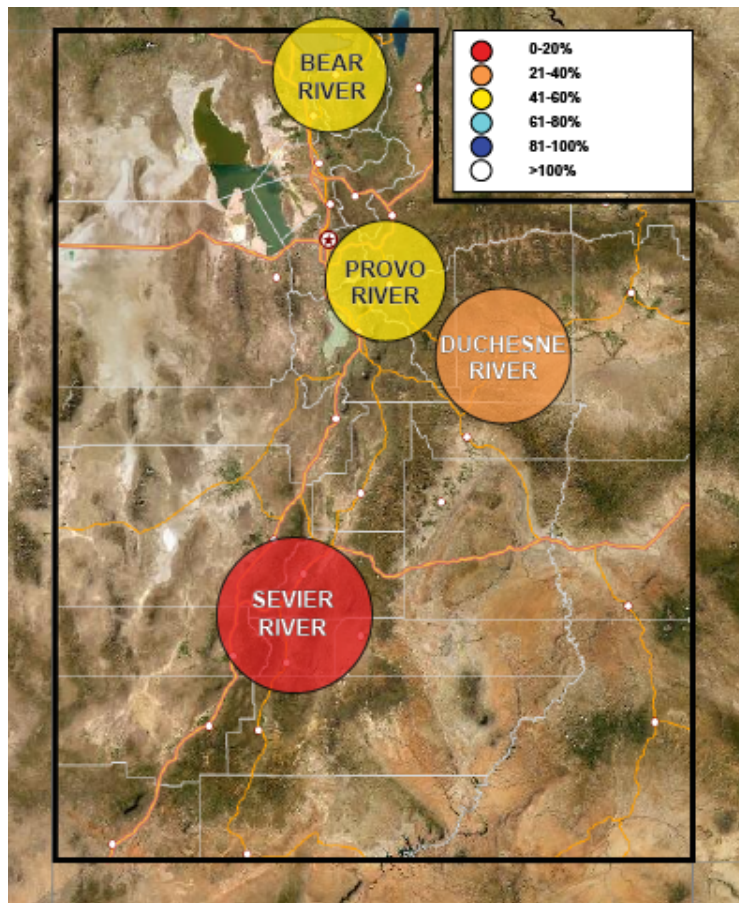 BEAR
RIVER
0-20%
21-40%
41-60%
61-80%
81-100%
>100%
PROVO
RIVER
DUCHESNE
RIVER
SEVIER
RIVER